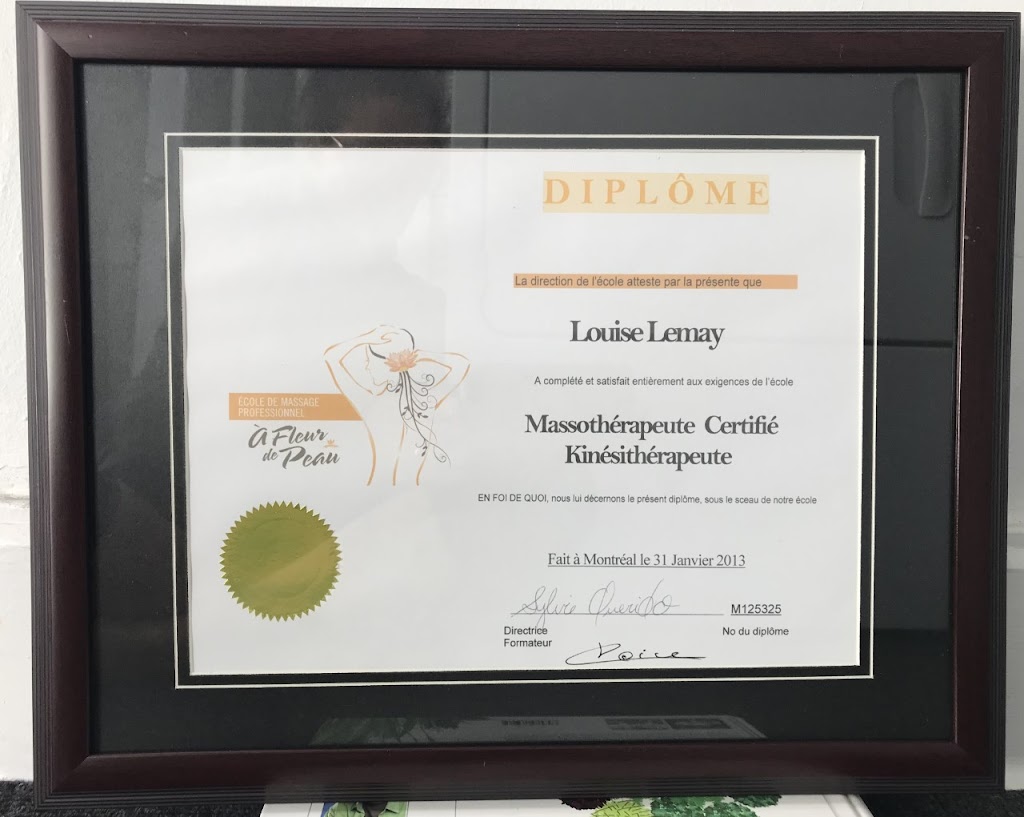 DIPLÔME
La direction de l'école atteste par la présente que
Louise Lemay
A complété et satisfait entièrement aux exigences de l'école
ÉCOLE DE MASSAGE
PROFESSIONNEL
À Fleur
de Peau
Massothérapeute Certifié
Kinésithérapeute
EN FOI DE QUOI, nous lui décernons le présent diplôme, sous le sceau de notre école
Fait à Montréal le 31 Janvier 2013
Sylvie
M125325
Directrice
No du diplôme
Formateur